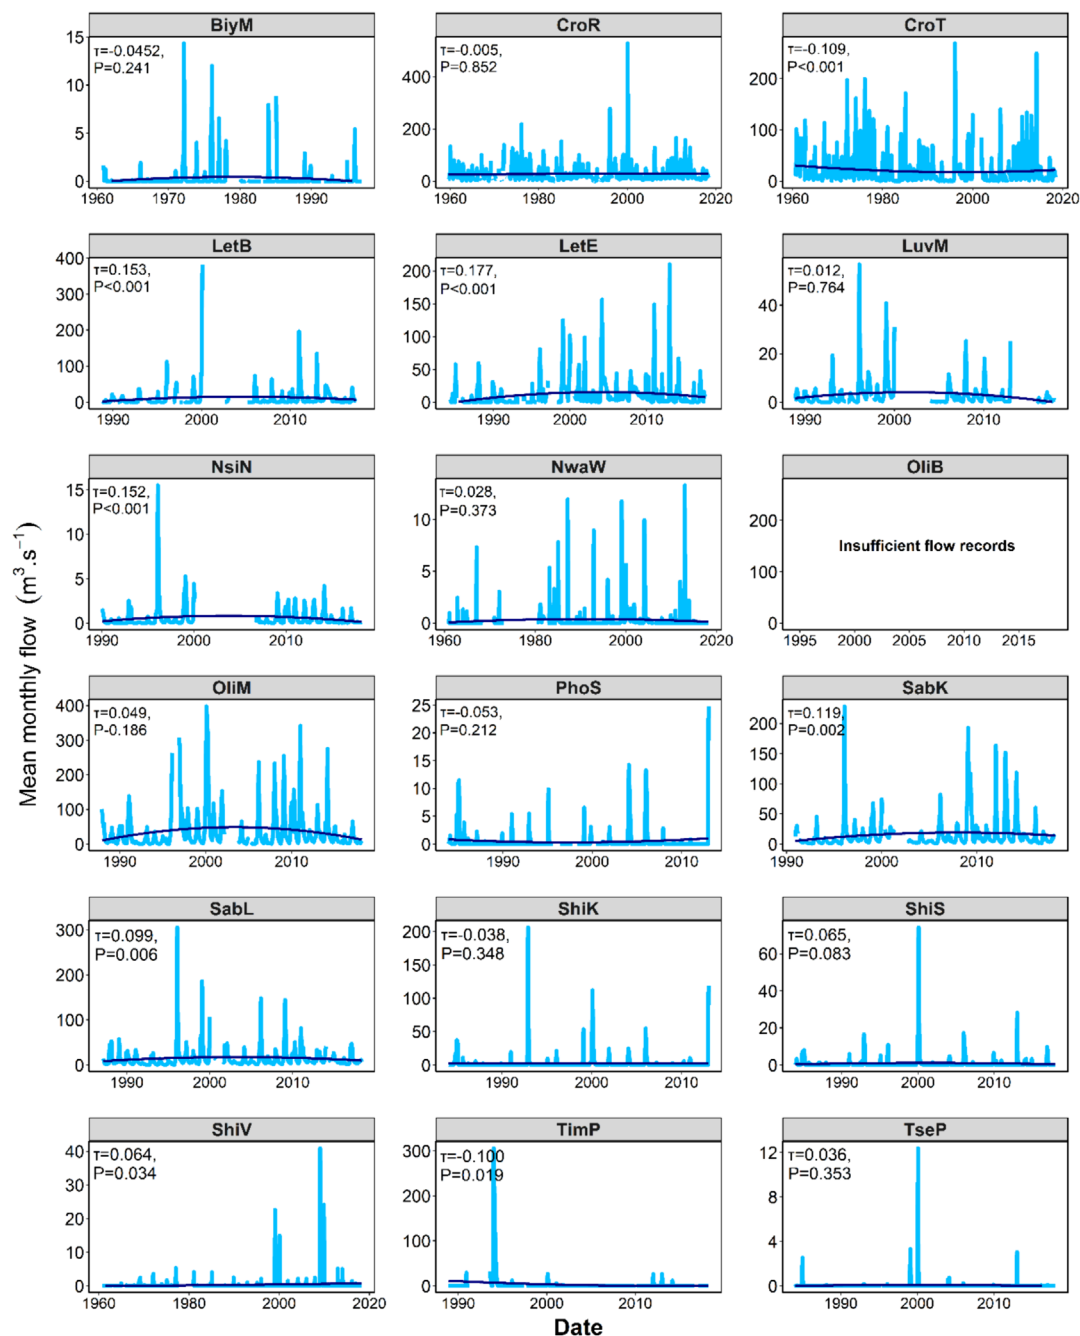 BiyM
τ=-0.0452,
P=0.241
15
10
5
0
1960
1970
1980
1990
CroR
τ=-0.005,
P=0.852
400
200
0
1960
1980
2000
2020
CroT
τ=-0.109,
P<0.001
200
100
0
1960
1980
2000
2020
LetB
τ=0.153,
P<0.001
400
300
200
100
0
1990
2000
2010
LetE
τ=0.177,
P<0.001
200
150
100
50
0
1990
2000
2010
LuvM
τ=0.012,
P=0.764
40
20
0
1990
2000
2010
NsiN
τ=0.152,
P<0.001
15
10
5
0
1990
2000
2010
NwaW
τ=0.028,
P=0.373
10
5
0
1960
1980
2000
2020
OliB
Insufficient flow records
200
100
0
1995
2000
2005
2010
2015
OliM
τ=0.049,
P-0.186
400
300
200
100
0
1990
2000
2010
PhoS
τ=-0.053,
P=0.212
25
20
15
10
5
0
1990
2000
2010
SabK
τ=0.119,
P=0.002
200
150
100
50
0
1990
2000
2010
SabL
τ=0.099,
P=0.006
300
200
100
0
1990
2000
2010
ShiK
τ=-0.038,
P=0.348
200
150
100
50
0
1990
2000
2010
ShiS
τ=0.065,
P=0.083
60
40
20
0
1990
2000
2010
ShiV
τ=0.064,
P=0.034
40
30
20
10
0
1960
1980
2000
2020
TimP
τ=-0.100
P=0.019
300
200
100
0
1990
2000
2010
TseP
τ=0.036,
P=0.353
12
8
4
0
1990
2000
2010
Mean monthly flow (m³.s⁻¹)
Date